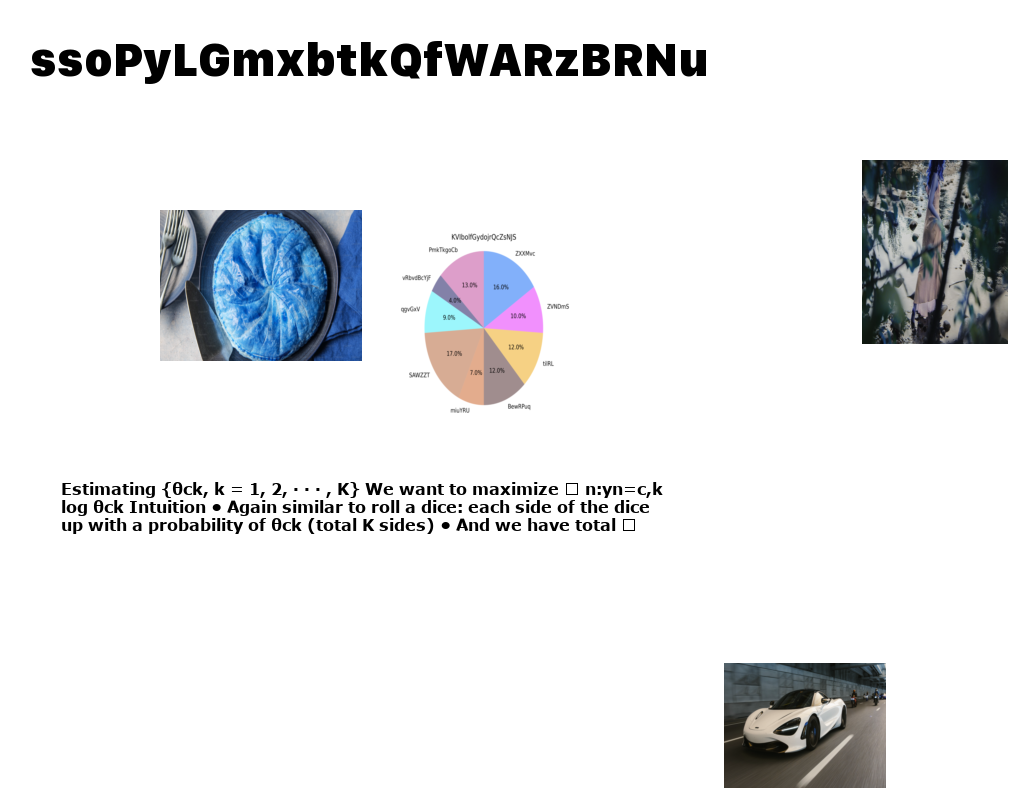 ssoPyLGmxbtkQfWARzBRNu
KVlbolfGydojrQcZsNJS
PmkTkgoCb
ZXXMvc
vRbvdBcYjF
13.0%
16.0%
4.0%
qgvGxV
9.0%
10.0%
ZVNDmS
17.0%
12.0%
tiIRL
SAWZZT
7.0%
12.0%
miuYRU
BewRPuq
Estimating {θck, k = 1, 2, · · · , K} We want to maximize □ n:yn=c,k
log θck Intuition • Again similar to roll a dice: each side of the dice
up with a probability of θck (total K sides) • And we have total □